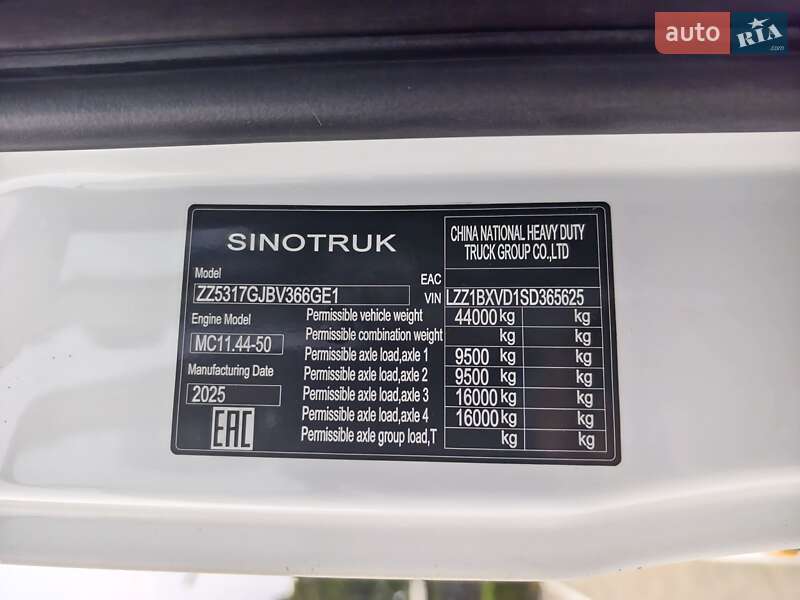 auto RIA .com
SINOTRUK
CHINA NATIONAL HEAVY DUTY
TRUCK GROUP CO.,LTD
Model
EAC
ZZ5317GJBV366GE1
VIN LZZ1BXVD1SD365625
Engine Model
MC11.44-50
Manufacturing Date
2025
EAC
Permissible vehicle weight 44000 kg kg
Permissible combination weight kg kg
Permissible axle load,axle 1 9500 kg kg
Permissible axle load,axle 2 9500 kg kg
Permissible axle load,axle 3 16000 kg kg
Permissible axle load,axle 4 16000 kg kg
Permissible axle group load,T kg kg